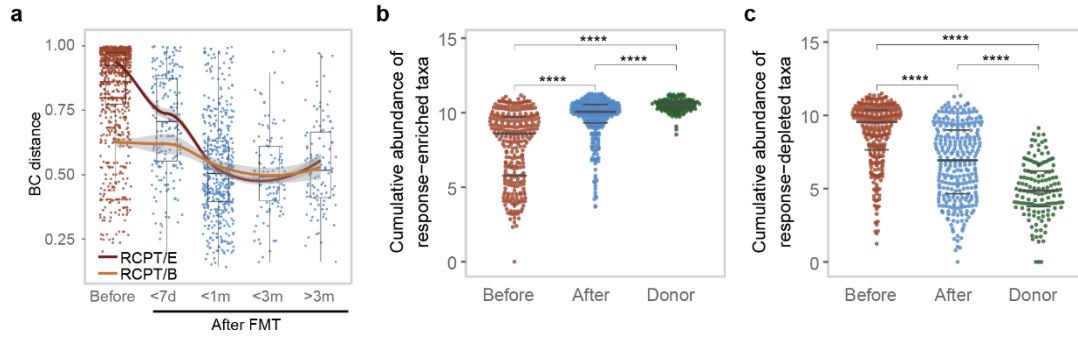 a
BC distance
1.00
0.75
0.50
0.25
RCPT/E
RCPT/B
Before
<7d
<1m
<3m
>3m
After FMT
b
Cumulative abundance of
response-enriched taxa
15
10
5
0
****
****
****
Before
After
Donor
c
Cumulative abundance of
response-depleted taxa
15
10
5
0
****
****
****
Before
After
Donor